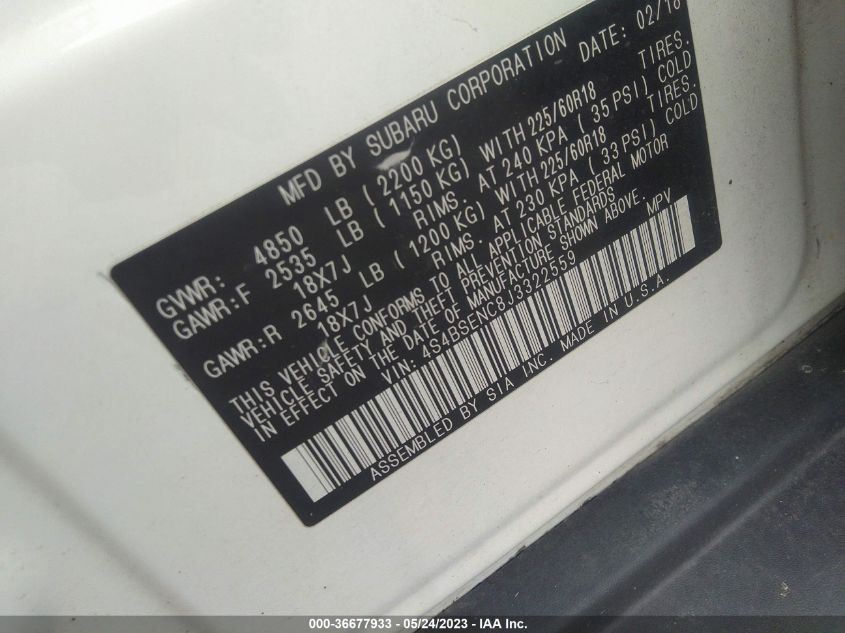 MFD BY SUBARU CORPORATION DATE: 02/18
GVWR: 4850 LB ( 2200 KG)
GAWR:F 2535 LB ( 1150 KG) WITH 225/60R18 TIRES.
18X7J RIMS. AT 240 KPA ( 35 PSI) COLD
GAWR:R 2645 LB ( 1200 KG) WITH 225/60R18 TIRES.
18X7J RIMS. AT 230 KPA ( 33 PSI) COLD
THIS VEHICLE CONFORMS TO ALL APPLICABLE FEDERAL MOTOR
VEHICLE SAFETY AND THEFT PREVENTION STANDARDS
IN EFFECT ON THE DATE OF MANUFACTURE SHOWN ABOVE.
VIN: 4S4BSENC8J3322559 MPV
ASSEMBLED BY SIA INC. MADE IN U.S.A.
000-36677933 - 05/24/2023 - IAA Inc.